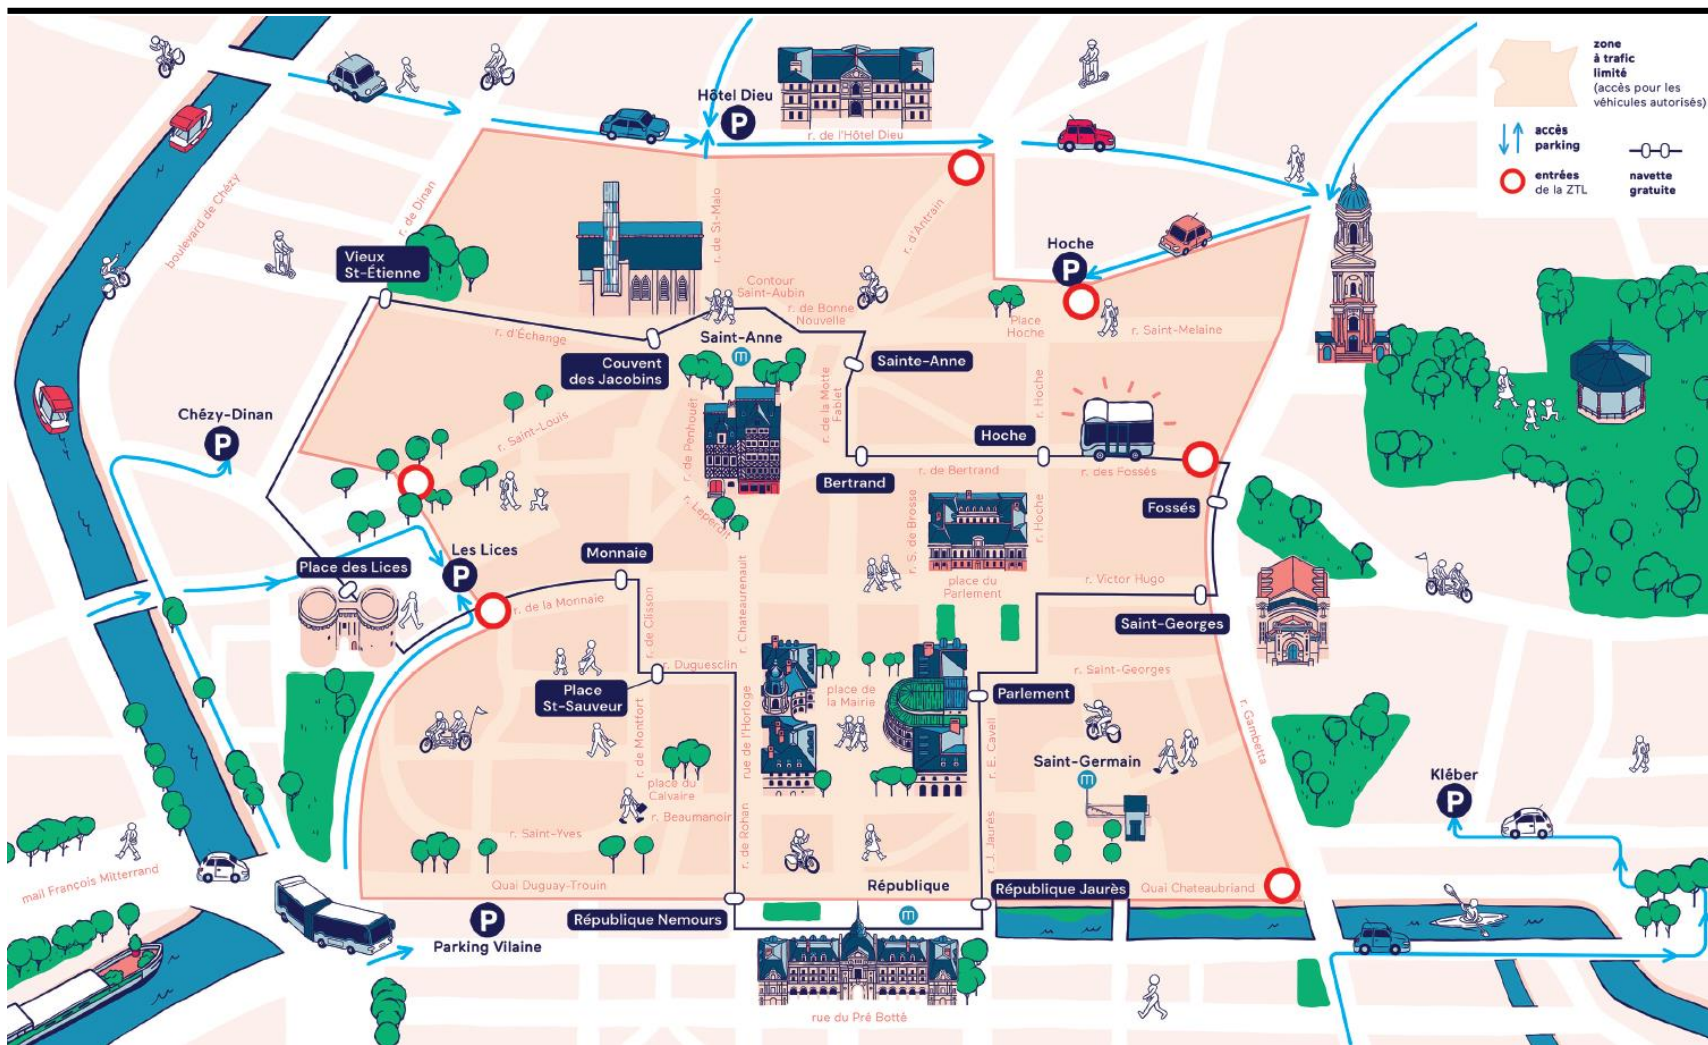 zone
à trafic
limité
(accès pour les
véhicules autorisés)
accès
parking
entrées
de la ZTL
navette
gratuite
Hôtel Dieu
P
r. de l'Hôtel Dieu
boulevard de Chézy
r. de Dinan
r. de St-Malo
r. d'Antrain
Vieux
St-Étienne
Hoche
P
Contour
Saint-Aubin
r. de Bonne
Nouvelle
Place
Hoche
r. Saint-Melaine
r. d'Échange
Saint-Anne
m
Couvent
des Jacobins
Sainte-Anne
r. de la Motte
Fablet
r. Hoche
Chézy-Dinan
P
r. Saint-Louis
r. de Penhouët
Hoche
Bertrand
r. de Bertrand
r. des Fossés
Fossés
r. Leperdit
r. S. de Brosse
r. Hoche
Les Lices
P
Place des Lices
Monnaie
r. de la Monnaie
r. de Clisson
r. Chateaurenault
place du
Parlement
r. Victor Hugo
Saint-Georges
r. Duguesclin
r. Saint-Georges
Place
St-Sauveur
place de
la Mairie
Parlement
r. de Montfort
rue de l'Horloge
r. E. Cavell
r. Gambetta
Saint-Germain
m
Kléber
P
place du
Calvaire
r. Beaumanoir
r. Saint-Yves
r. de Rohan
r. J. Jaurès
mail François Mitterrand
Quai Duguay-Trouin
République
m
République Jaurès
Quai Chateaubriand
République Nemours
P
Parking Vilaine
rue du Pré Botté